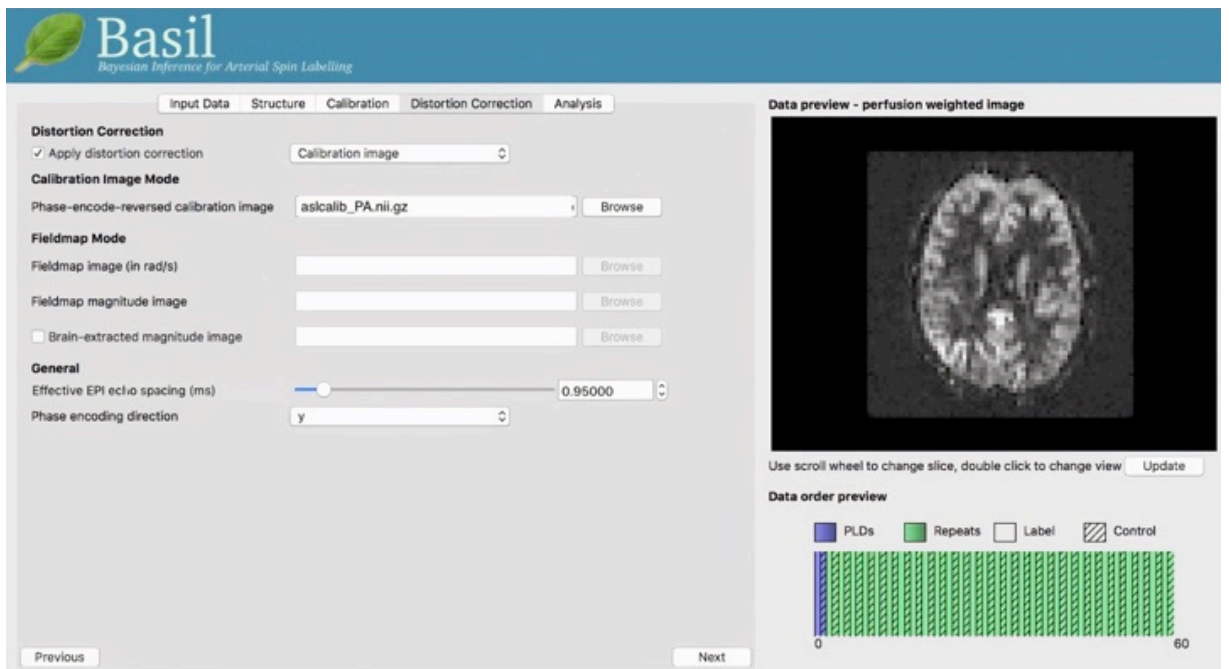 Basil
Bayesian Inference for Arterial Spin Labelling
Input Data Structure Calibration Distortion Correction Analysis
Distortion Correction
Apply distortion correction Calibration image
Calibration Image Mode
Phase-encode-reversed calibration image aslcalib_PA.nii.gz Browse
Fieldmap Mode
Fieldmap image (in rad/s) Browse
Fieldmap magnitude image Browse
Brain-extracted magnitude image Browse
General
Effective EPI echo spacing (ms) 0.95000
Phase encoding direction y
Previous Next
Data preview - perfusion weighted image
Use scroll wheel to change slice, double click to change view Update
Data order preview
PLDs Repeats Label Control
0 60